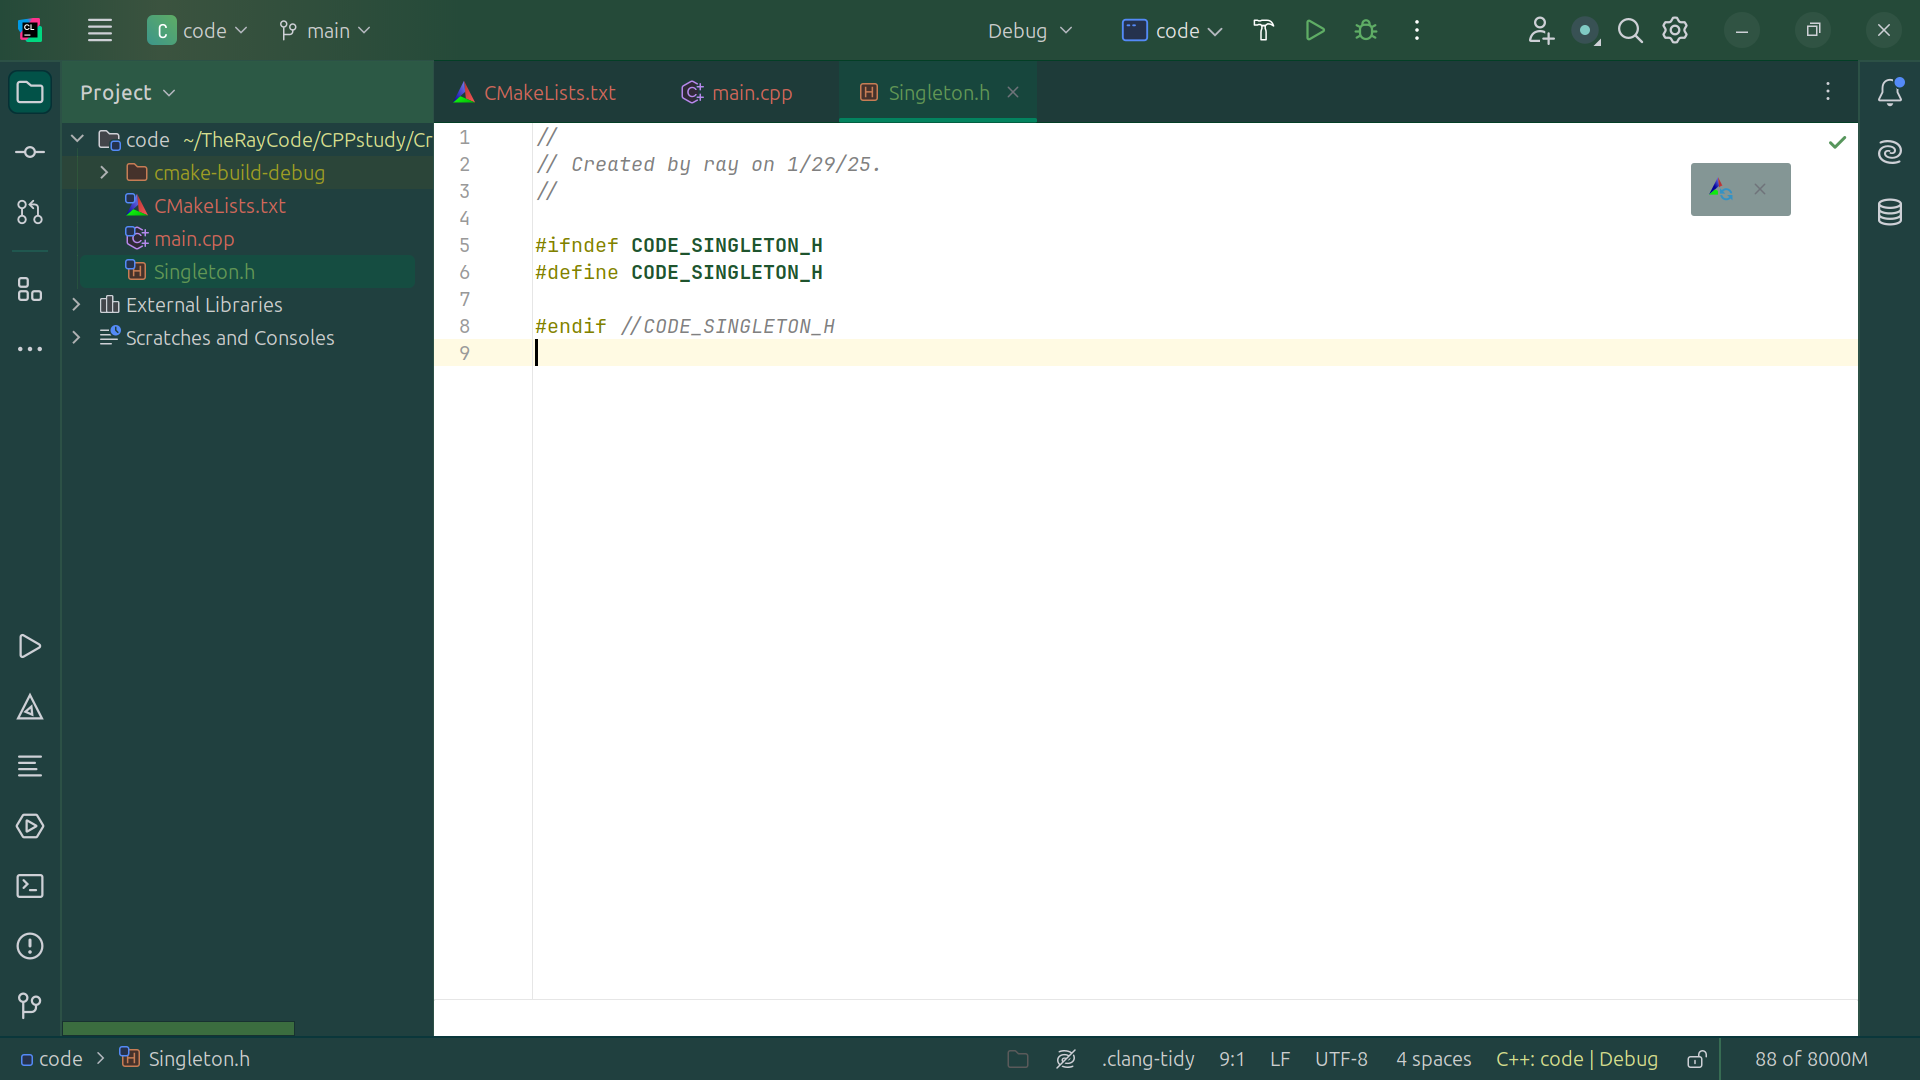 CL
C code
main
Debug
code
Project
CMakeLists.txt
main.cpp
Singleton.h
code ~/TheRayCode/CPPstudy/Cr
cmake-build-debug
CMakeLists.txt
main.cpp
Singleton.h
External Libraries
Scratches and Consoles
1 //
2 // Created by ray on 1/29/25.
3 //
4
5 #ifndef CODE_SINGLETON_H
6 #define CODE_SINGLETON_H
7
8 #endif //CODE_SINGLETON_H
9
code > Singleton.h
.clang-tidy 9:1 LF UTF-8 4 spaces C++: code | Debug 88 of 8000M